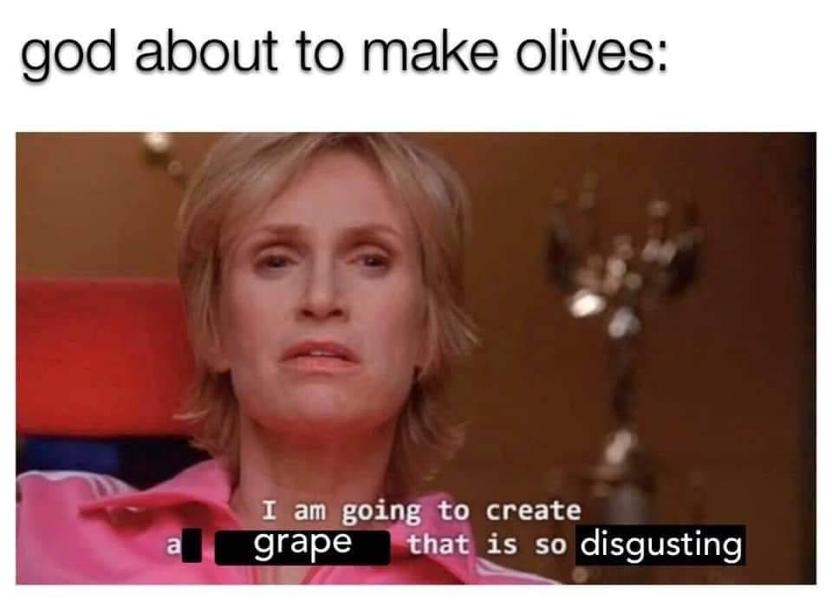 god about to make olives:
I am going to create
a grape that is so disgusting